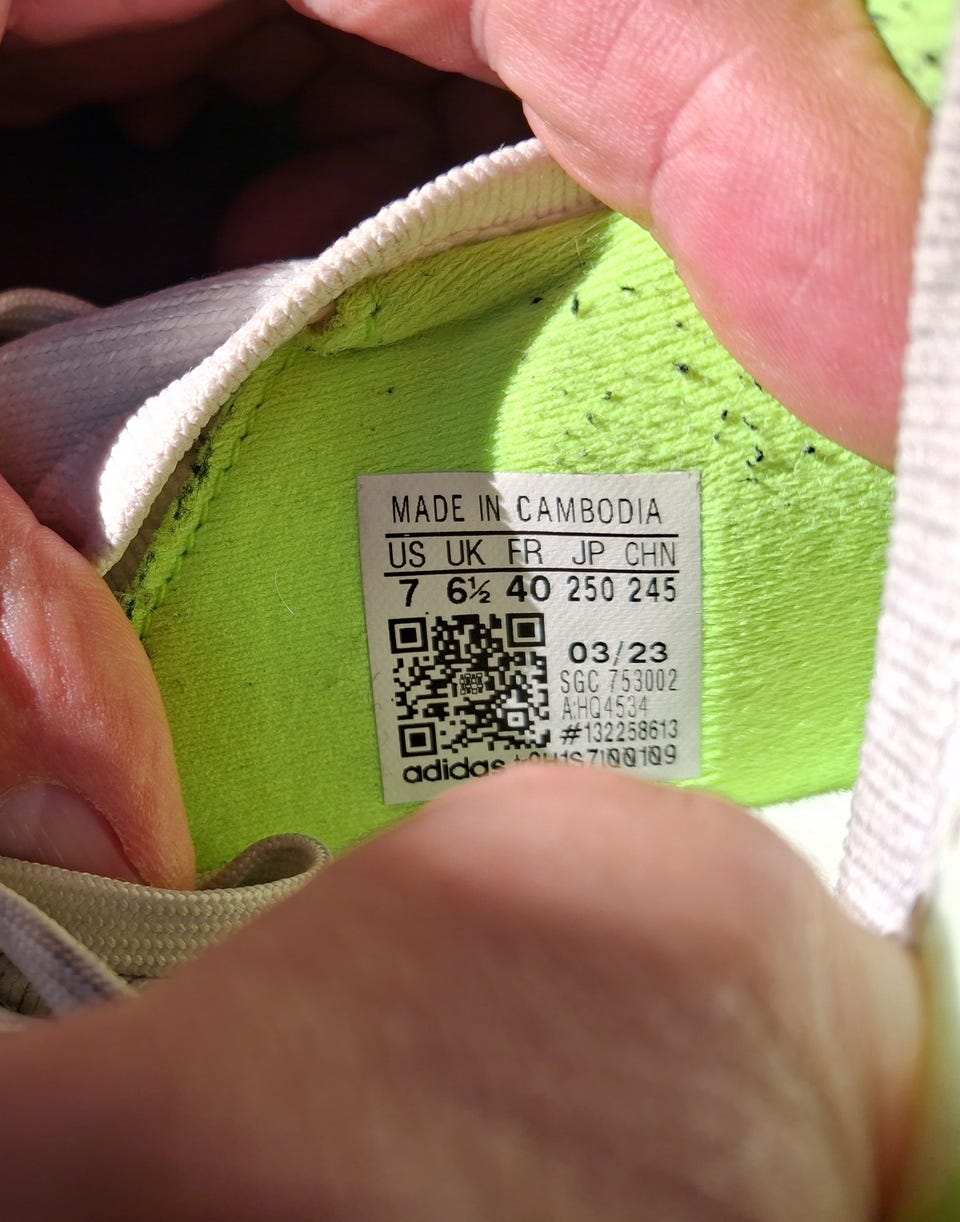 MADE IN CAMBODIA
US UK FR JP CHN
7 6½ 40 250 245
03/23
SGC 753002
A:HQ4534
#132258613
adidas